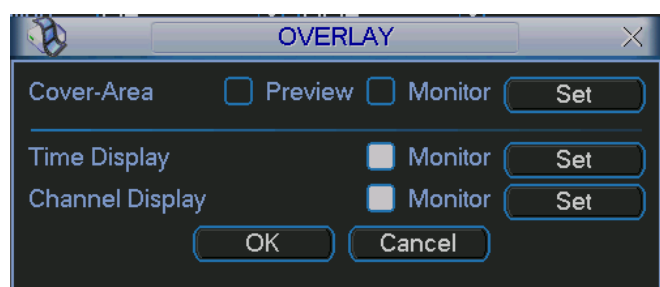 OVERLAY
Cover-Area Preview Monitor Set
Time Display Monitor Set
Channel Display Monitor Set
OK Cancel